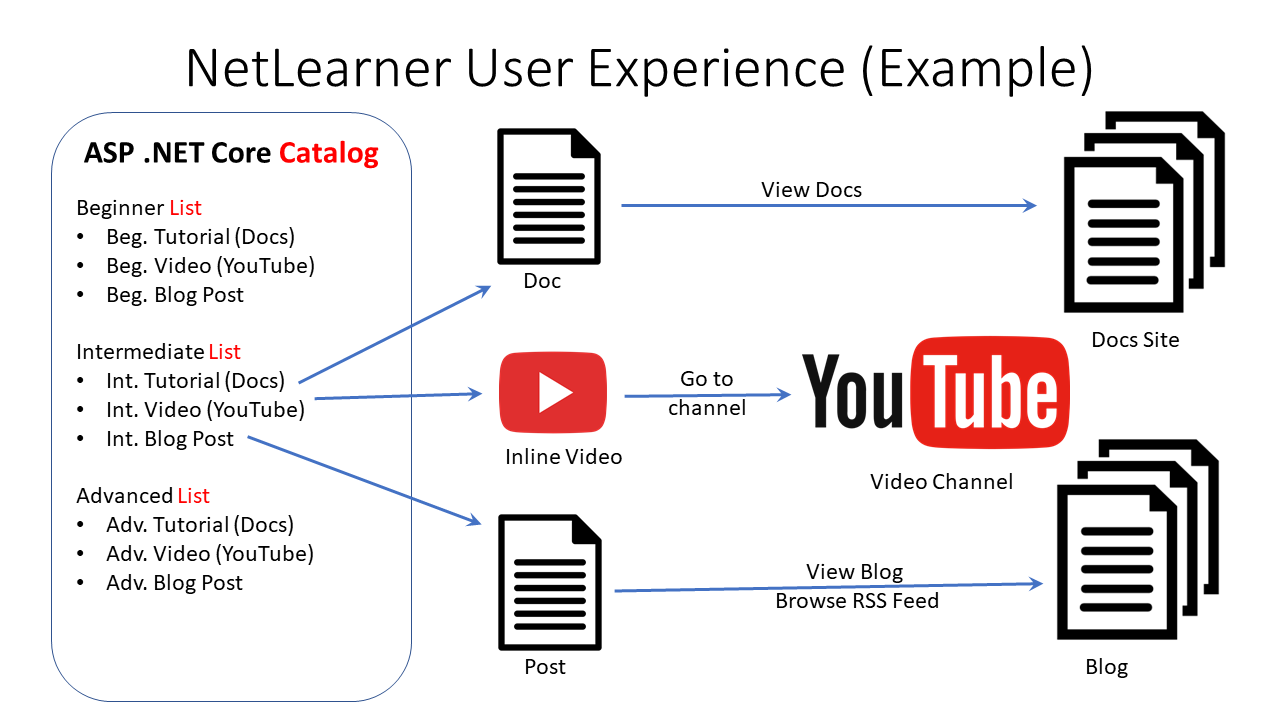 NetLearner User Experience (Example)
ASP .NET Core Catalog
Beginner List
• Beg. Tutorial (Docs)
• Beg. Video (YouTube)
• Beg. Blog Post
Intermediate List
• Int. Tutorial (Docs)
• Int. Video (YouTube)
• Int. Blog Post
Advanced List
• Adv. Tutorial (Docs)
• Adv. Video (YouTube)
• Adv. Blog Post
Doc
View Docs
Docs Site
Inline Video
Go to
channel
YouTube
Video Channel
Post
View Blog
Browse RSS Feed
Blog